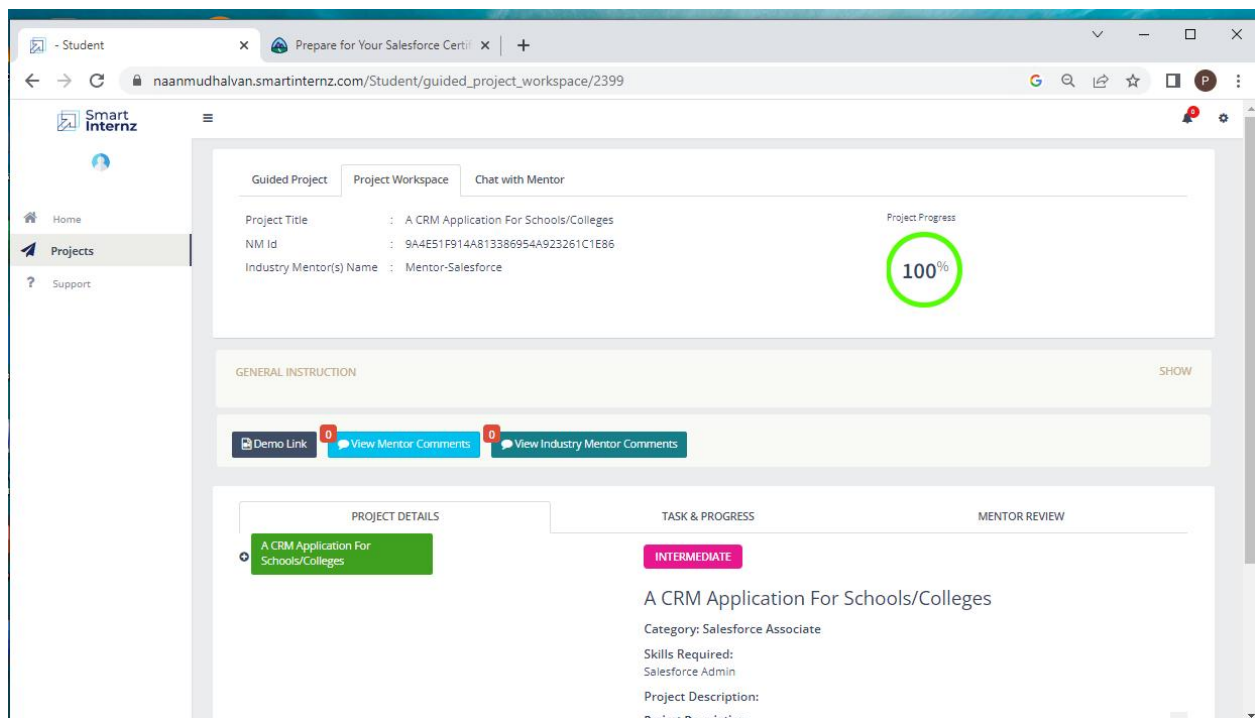 - Student
Prepare for Your Salesforce Certif
naanmudhalvan.smartinternz.com/Student/guided_project_workspace/2399
G
P
Smart
Internz
0
Home
Projects
? Support
Guided Project Project Workspace Chat with Mentor
Project Title : A CRM Application For Schools/Colleges
NM Id : 9A4E51F914A813386954A923261C1E86
Industry Mentor(s) Name : Mentor-Salesforce
Project Progress
100%
GENERAL INSTRUCTION SHOW
Demo Link 0 View Mentor Comments 0 View Industry Mentor Comments
PROJECT DETAILS TASK & PROGRESS MENTOR REVIEW
A CRM Application For
Schools/Colleges
INTERMEDIATE
A CRM Application For Schools/Colleges
Category: Salesforce Associate
Skills Required:
Salesforce Admin
Project Description: